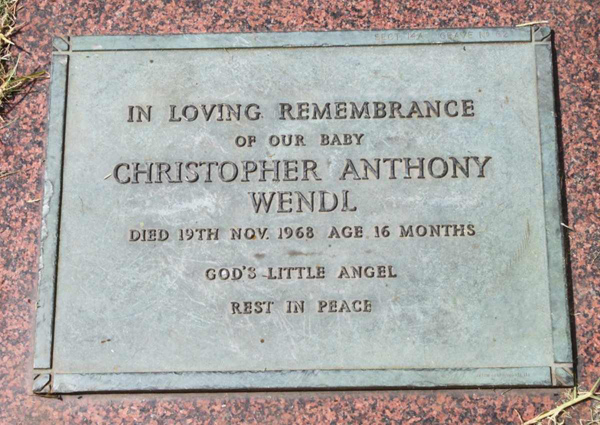 IN LOVING REMEMBRANCE
OF OUR BABY
CHRISTOPHER ANTHONY
WENDL
DIED 19TH NOV. 1968 AGE 16 MONTHS
GOD'S LITTLE ANGEL
REST IN PEACE